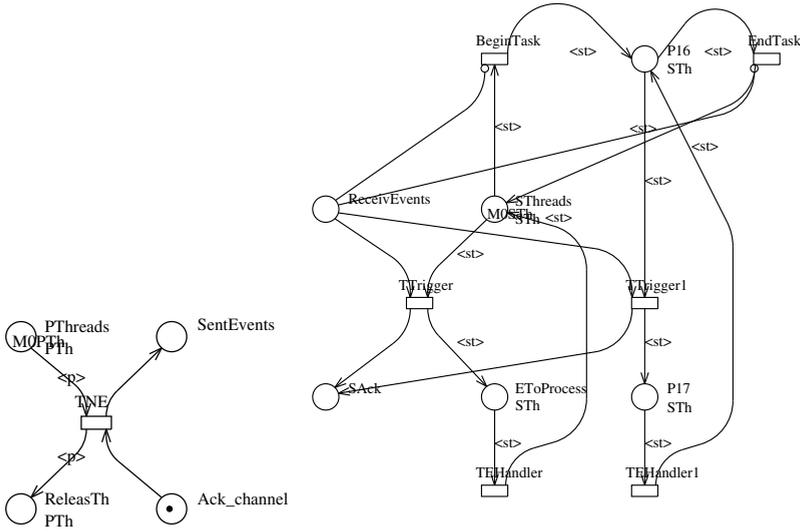 BeginTask
EndTask
<st>
P16
<st>
STh
<st>
<st>
<st>
<st>
ReceivEvents
SThreads
M0STh
STh
<st>
<st>
TTrigger
TTrigger1
PThreads
SentEvents
M0PTh
PTh
<st>
<st>
<p>
SAck
EToProcess
P17
STh
STh
TNE
<st>
<st>
<p>
TEHandler
TEHandler1
ReleasTh
Ack_channel
PTh